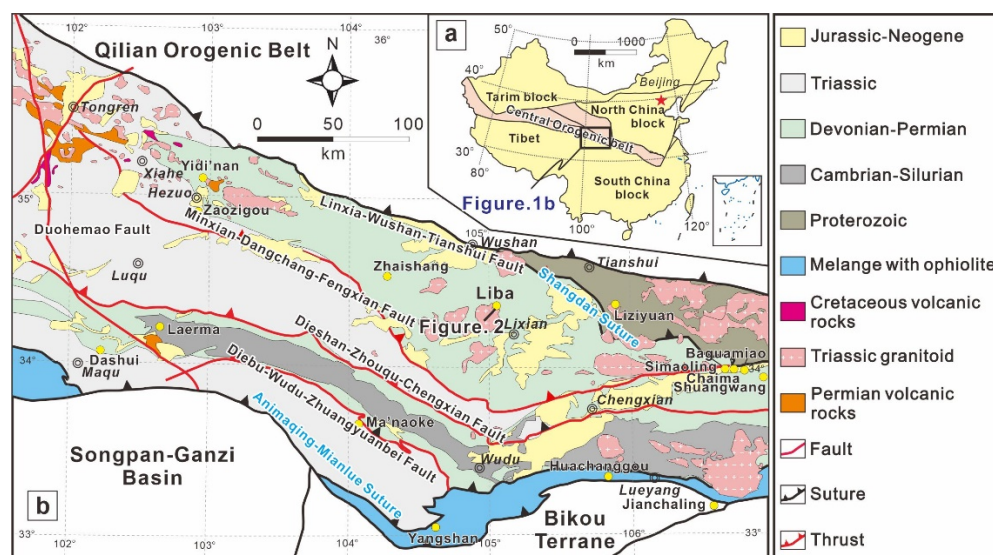 102°
103°
104°
36°
Qilian Orogenic Belt
N
0
50
100
km
a
50°
40°
30°
80°
100°
120°
0
1000
km
Beijing
Tarim block
North China
block
Central Orogenic belt
Tibet
South China
block
Figure.1b
Tongren
Xiahe
Yidi'nan
Hezuo
Zaozigou
35°
Duohemao Fault
Luqu
Linxia-Wushan-Tianshui Fault
105°
Wushan
Minxian-Dangchang-Fengxian Fault
Zhaishang
Shangdan Suture
Tianshui
Liba
Figure. 2
Lixian
Liziyuan
Laerma
Dashui
Maqu
34°
Dieshan-Zhouqu-Chengxian Fault
Diebu-Wudu-Zhuangyuanbei Fault
Animaqing-Mianlue Suture
Ma'naoke
Baguamiao
Simaoling
34°
Chaima
Shuangwang
Chengxian
Wudu
Huachanggou
Lueyang
Jianchaling
Songpan-Ganzi
Basin
Bikou
Terrane
Yangshan
b
33°
102°
103°
104°
105°
106°
33°
Jurassic-Neogene
Triassic
Devonian-Permian
Cambrian-Silurian
Proterozoic
Melange with ophiolite
Cretaceous volcanic
rocks
Triassic granitoid
Permian volcanic
rocks
Fault
Suture
Thrust